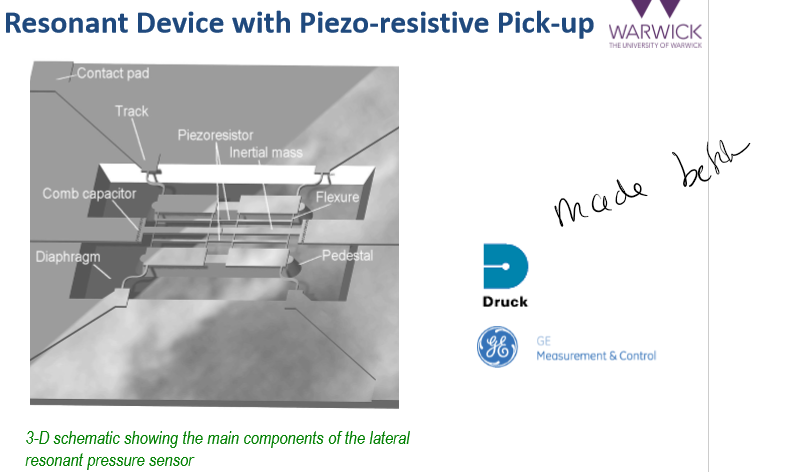 Resonant Device with Piezo-resistive Pick-up
WARWICK
THE UNIVERSITY OF WARWICK
Contact pad
Track
Piezoresistor
Inertial mass
Comb capacitor
Flexure
Diaphragm
Pedestal
made
Druck
GE
Measurement & Control
3-D schematic showing the main components of the lateral
resonant pressure sensor